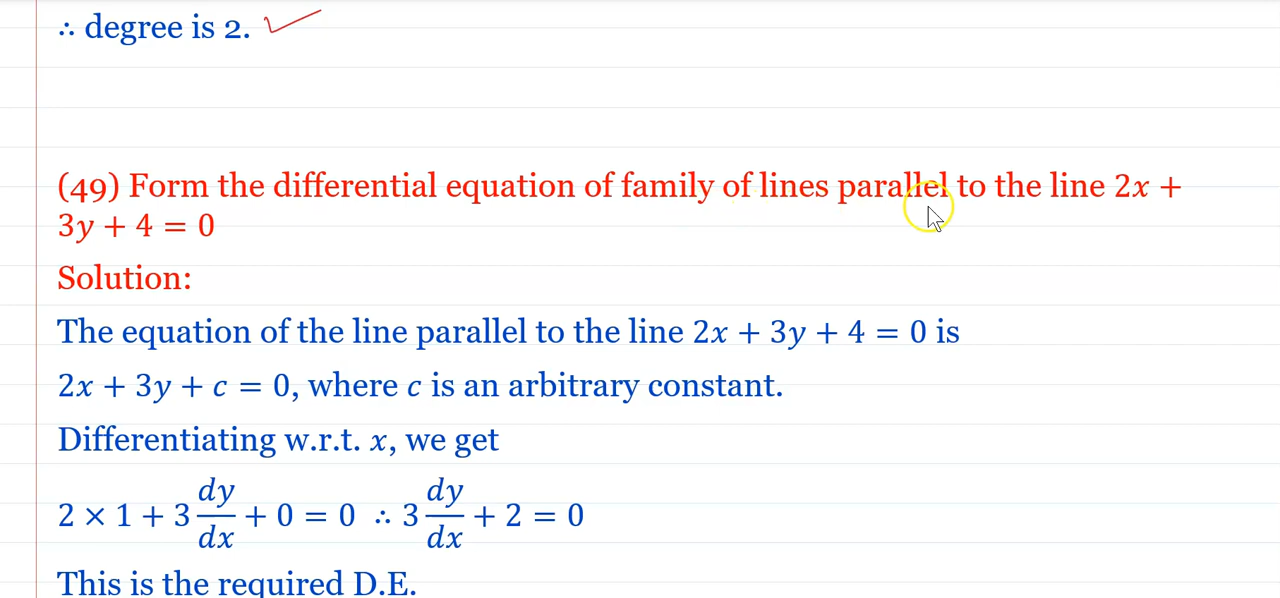 ∴ degree is 2.
(49) Form the differential equation of family of lines parallel to the line 2x +
3y + 4 = 0
Solution:
The equation of the line parallel to the line 2x + 3y + 4 = 0 is
2x + 3y + c = 0, where c is an arbitrary constant.
Differentiating w.r.t. x, we get
2 × 1 + 3 dy/dx + 0 = 0 ∴ 3 dy/dx + 2 = 0
This is the required D.E.